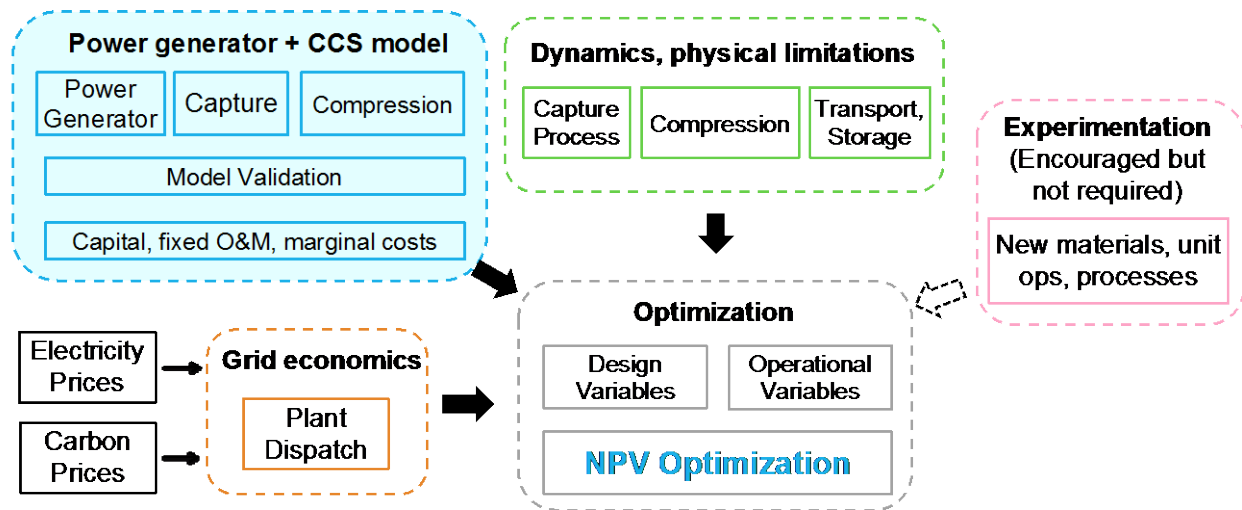 Power generator + CCS model
Power
Generator
Capture
Compression
Model Validation
Capital, fixed O&M, marginal costs
Dynamics, physical limitations
Capture
Process
Compression
Transport,
Storage
Experimentation
(Encouraged but
not required)
New materials, unit
ops, processes
Electricity
Prices
Carbon
Prices
Grid economics
Plant
Dispatch
Optimization
Design
Variables
Operational
Variables
NPV Optimization